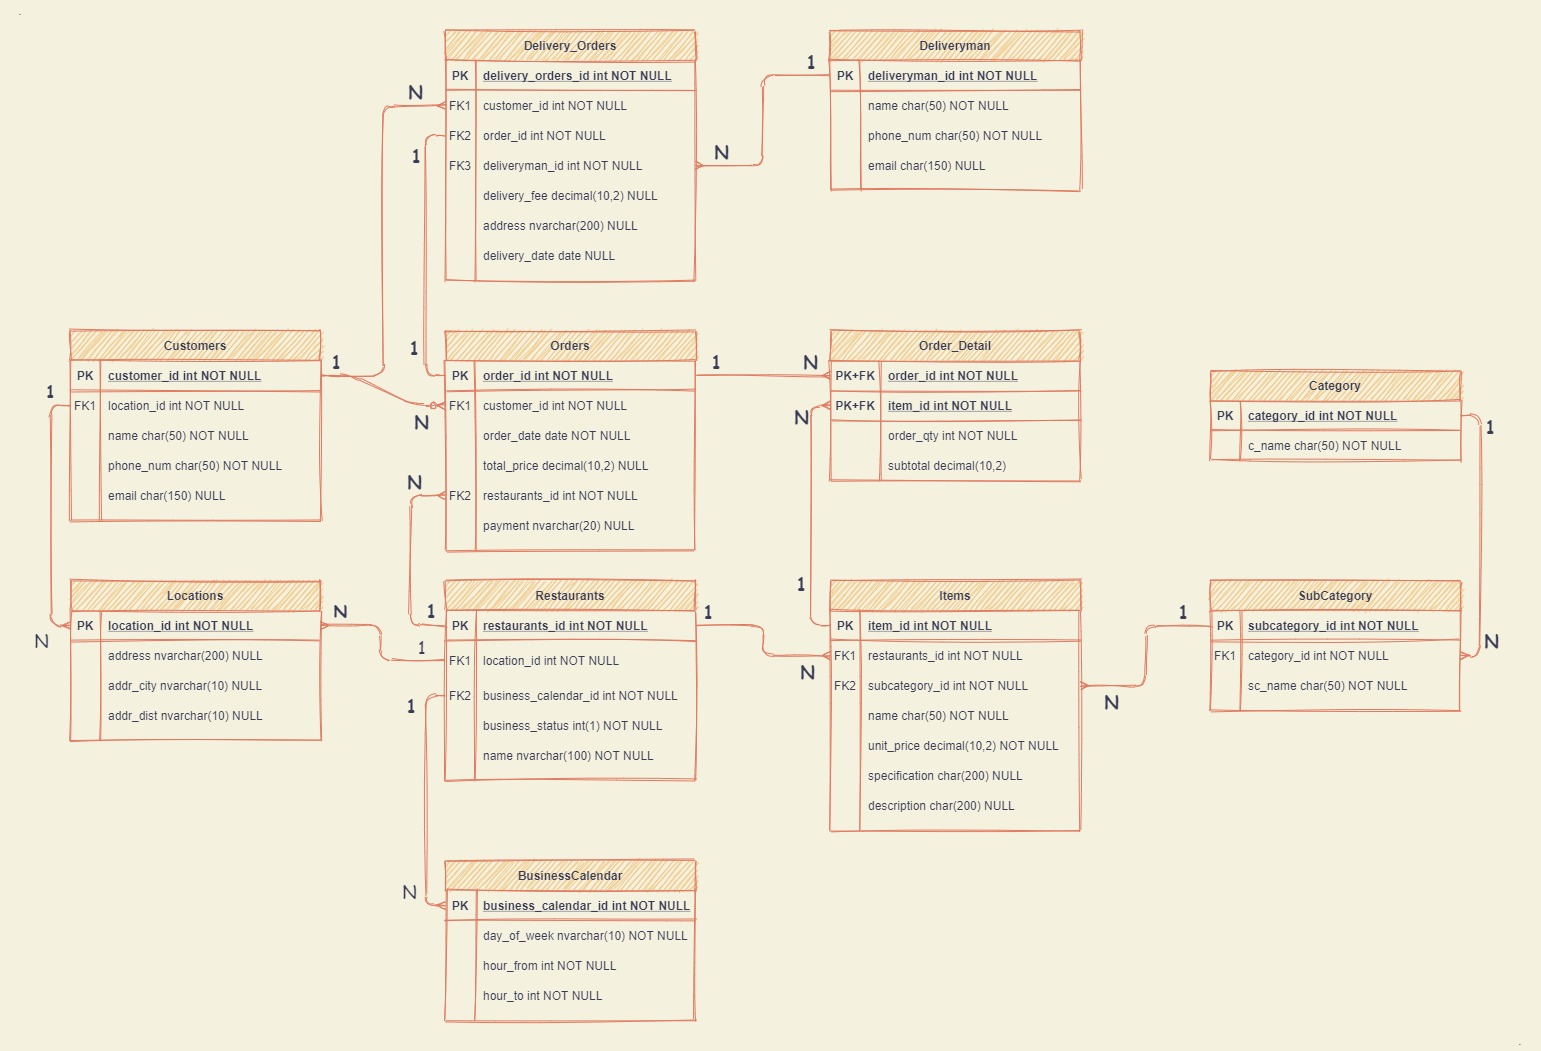 Delivery_Orders
PK delivery_orders_id int NOT NULL
FK1 customer_id int NOT NULL
FK2 order_id int NOT NULL
FK3 deliveryman_id int NOT NULL
delivery_fee decimal(10,2) NULL
address nvarchar(200) NULL
delivery_date date NULL
Deliveryman
PK deliveryman_id int NOT NULL
name char(50) NOT NULL
phone_num char(50) NOT NULL
email char(150) NULL
1
N
N
1
1
Customers
PK customer_id int NOT NULL
FK1 location_id int NOT NULL
name char(50) NOT NULL
phone_num char(50) NOT NULL
email char(150) NULL
1
N
1
N
Orders
PK order_id int NOT NULL
FK1 customer_id int NOT NULL
order_date date NOT NULL
total_price decimal(10,2) NULL
FK2 restaurants_id int NOT NULL
payment nvarchar(20) NULL
1
N
Order_Detail
PK+FK order_id int NOT NULL
PK+FK item_id int NOT NULL
order_qty int NOT NULL
subtotal decimal(10,2)
Category
PK category_id int NOT NULL
c_name char(50) NOT NULL
1
N
N
1
N
1
Locations
PK location_id int NOT NULL
address nvarchar(200) NULL
addr_city nvarchar(10) NULL
addr_dist nvarchar(10) NULL
N
1
Restaurants
PK restaurants_id int NOT NULL
FK1 location_id int NOT NULL
FK2 business_calendar_id int NOT NULL
business_status int(1) NOT NULL
name nvarchar(100) NOT NULL
1
N
Items
PK item_id int NOT NULL
FK1 restaurants_id int NOT NULL
FK2 subcategory_id int NOT NULL
name char(50) NOT NULL
unit_price decimal(10,2) NOT NULL
specification char(200) NULL
description char(200) NULL
1
N
SubCategory
PK subcategory_id int NOT NULL
FK1 category_id int NOT NULL
sc_name char(50) NOT NULL
N
1
N
BusinessCalendar
PK business_calendar_id int NOT NULL
day_of_week nvarchar(10) NOT NULL
hour_from int NOT NULL
hour_to int NOT NULL